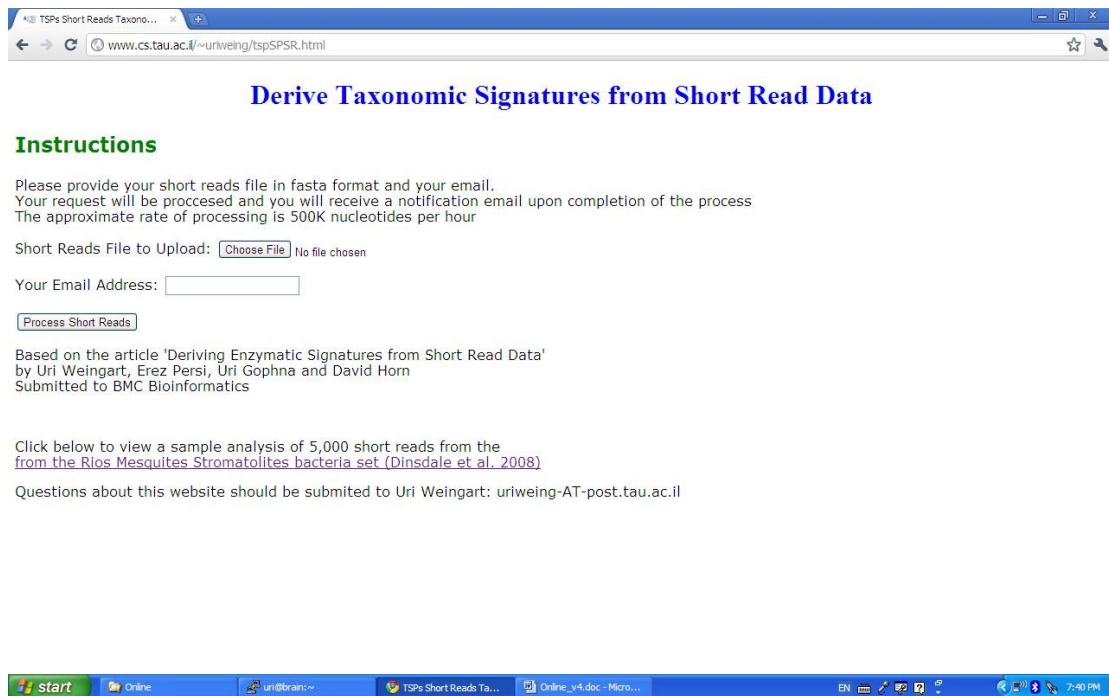 TSPs Short Reads Taxono...
www.cs.tau.ac.il/~uriweing/tspSPSR.html
Derive Taxonomic Signatures from Short Read Data
Instructions
Please provide your short reads file in fasta format and your email.
Your request will be proccesed and you will receive a notification email upon completion of the process
The approximate rate of processing is 500K nucleotides per hour
Short Reads File to Upload: Choose File No file chosen
Your Email Address:
Process Short Reads
Based on the article 'Deriving Enzymatic Signatures from Short Read Data'
by Uri Weingart, Erez Persi, Uri Gophna and David Horn
Submitted to BMC Bioinformatics
Click below to view a sample analysis of 5,000 short reads from the
from the Rios Mesquites Stromatolites bacteria set (Dinsdale et al. 2008)
Questions about this website should be submited to Uri Weingart: uriweing-AT-post.tau.ac.il
start Online uri@brain:~ TSPs Short Reads Ta... Online_v4.doc - Micro... EN 7:40 PM